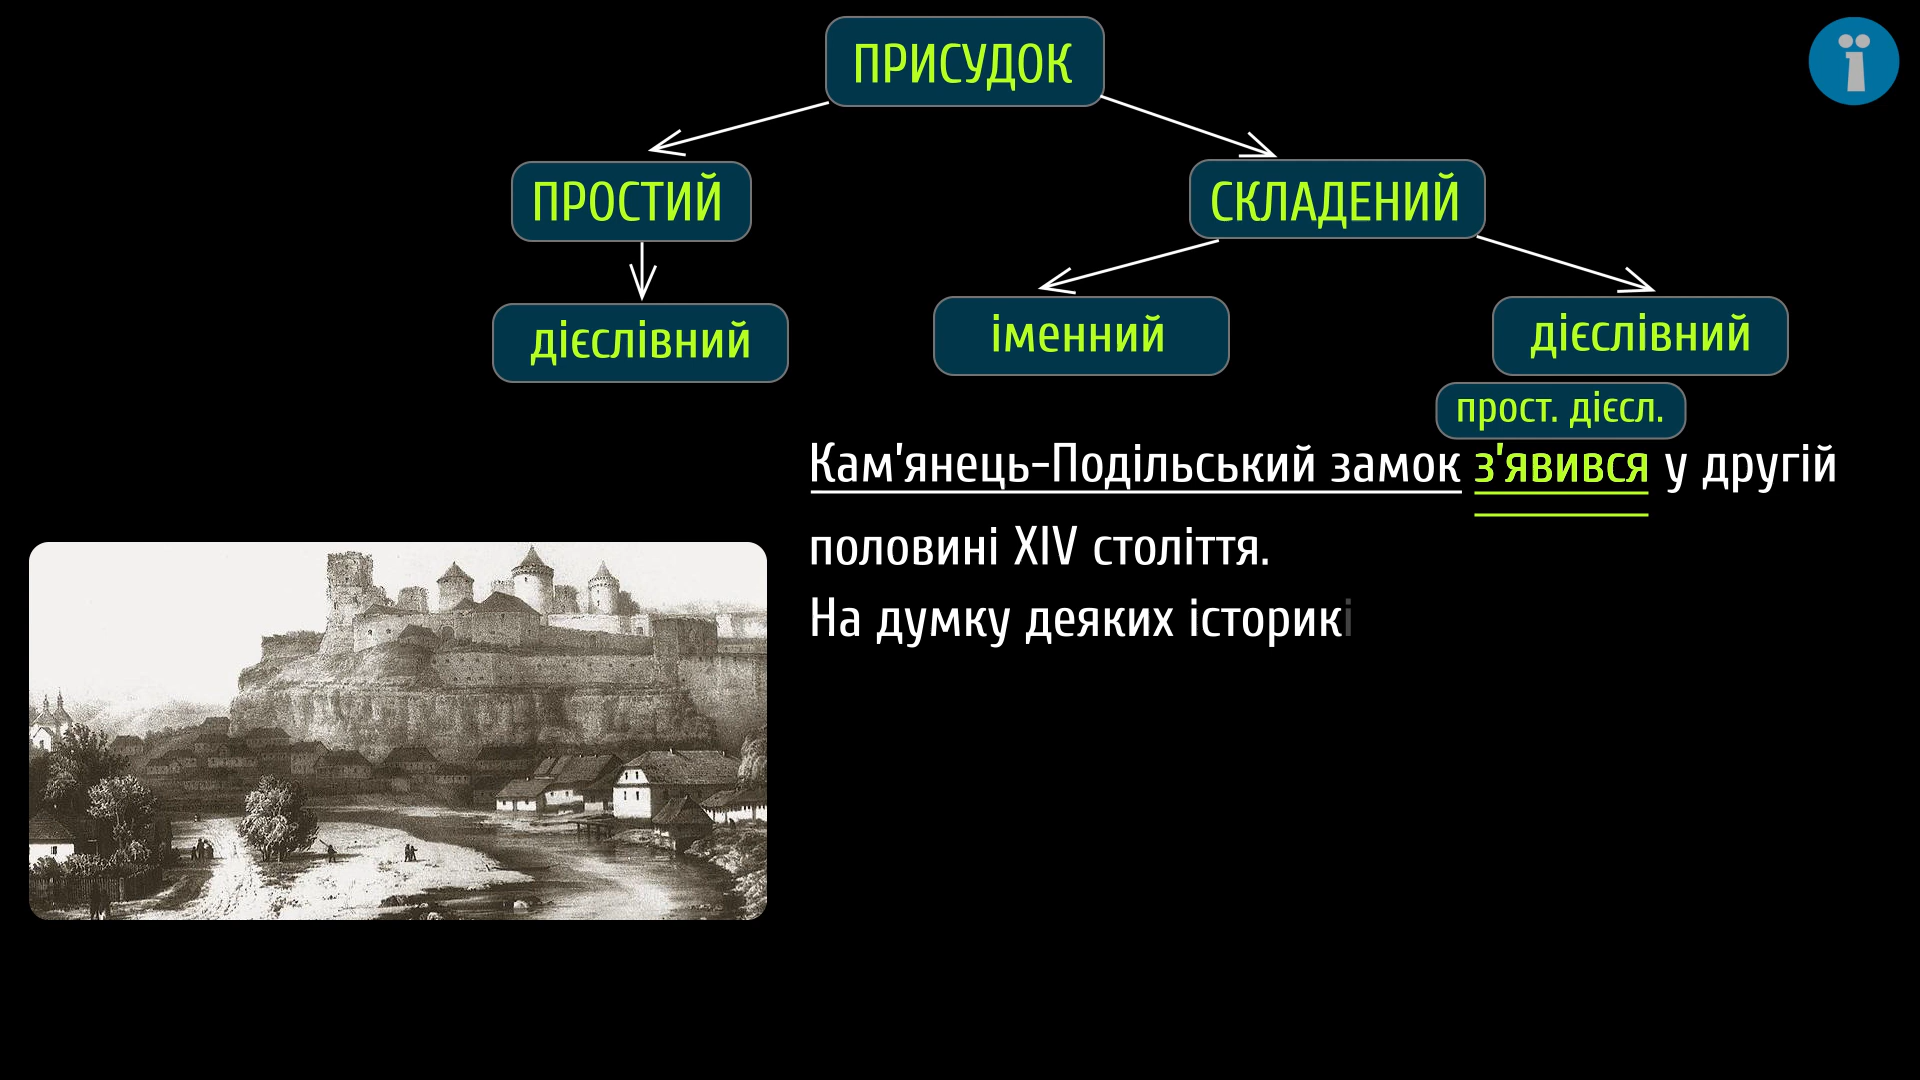 ПРИСУДОК
ПРОСТИЙ
СКЛАДЕНИЙ
дієслівний
іменний
дієслівний
прост. дієсл.
Кам'янець-Подільський замок з'явився у другій
половині XIV століття.
На думку деяких історикі